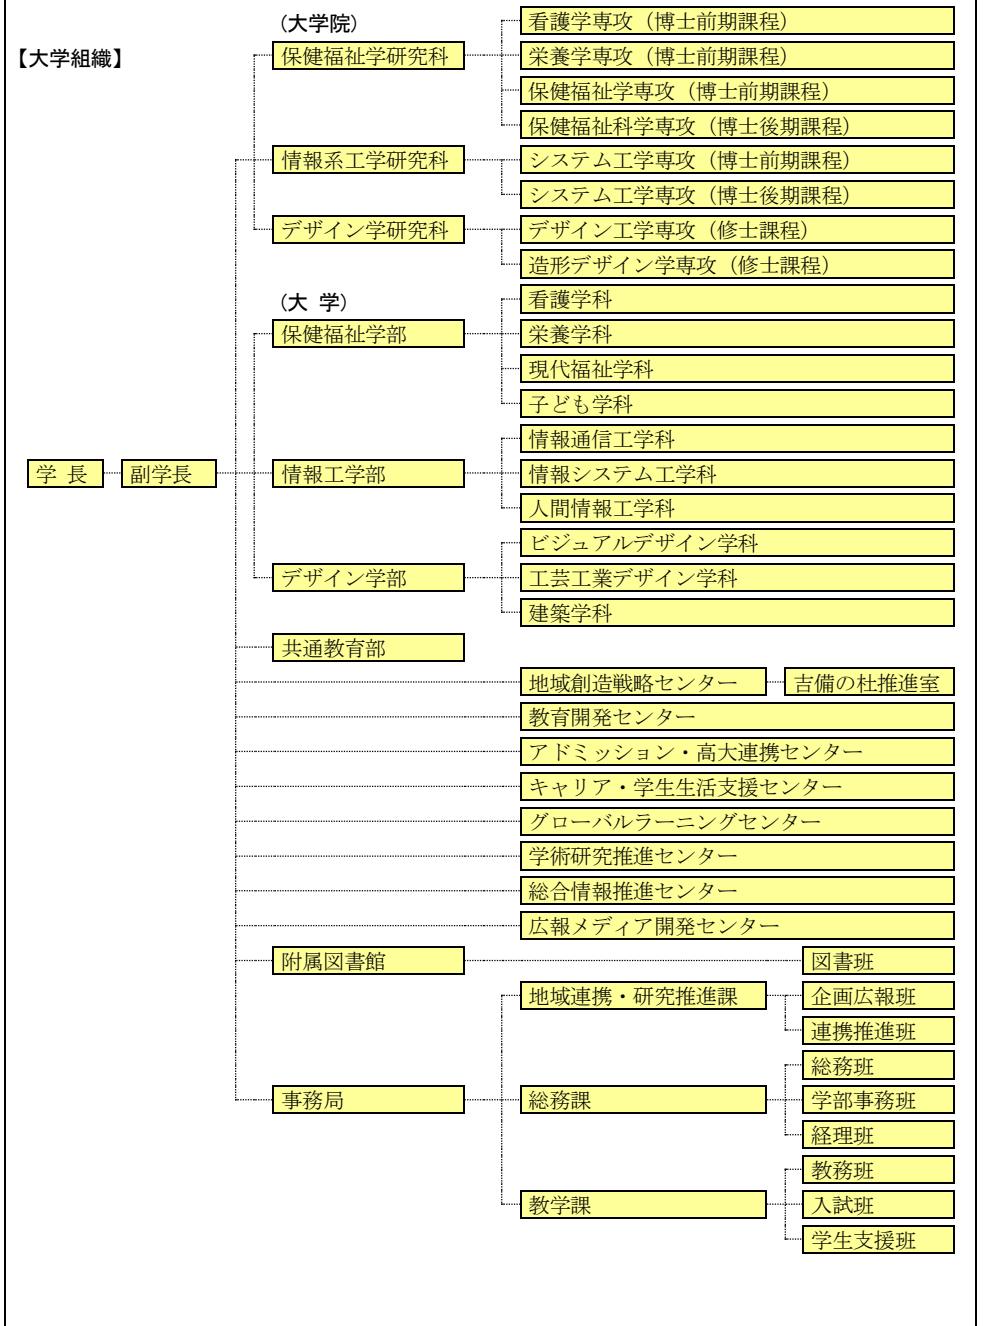 (大学院)
看護学専攻（博士前期課程）
【大学組織】
保健福祉学研究科
栄養学専攻（博士前期課程）
保健福祉学専攻（博士前期課程）
保健福祉科学専攻（博士後期課程）
情報系工学研究科
システム工学専攻（博士前期課程）
システム工学専攻（博士後期課程）
デザイン学研究科
デザイン工学専攻（修士課程）
造形デザイン学専攻（修士課程）
(大 学)
看護学科
保健福祉学部
栄養学科
現代福祉学科
子ども学科
情報通信工学科
学 長
副学長
情報工学部
情報システム工学科
人間情報工学科
ビジュアルデザイン学科
デザイン学部
工芸工業デザイン学科
建築学科
共通教育部
地域創造戦略センター
吉備の杜推進室
教育開発センター
アドミッション・高大連携センター
キャリア・学生生活支援センター
グローバルラーニングセンター
学術研究推進センター
総合情報推進センター
広報メディア開発センター
附属図書館
図書班
地域連携・研究推進課
企画広報班
連携推進班
総務班
事務局
総務課
学部事務班
経理班
教務班
教学課
入試班
学生支援班